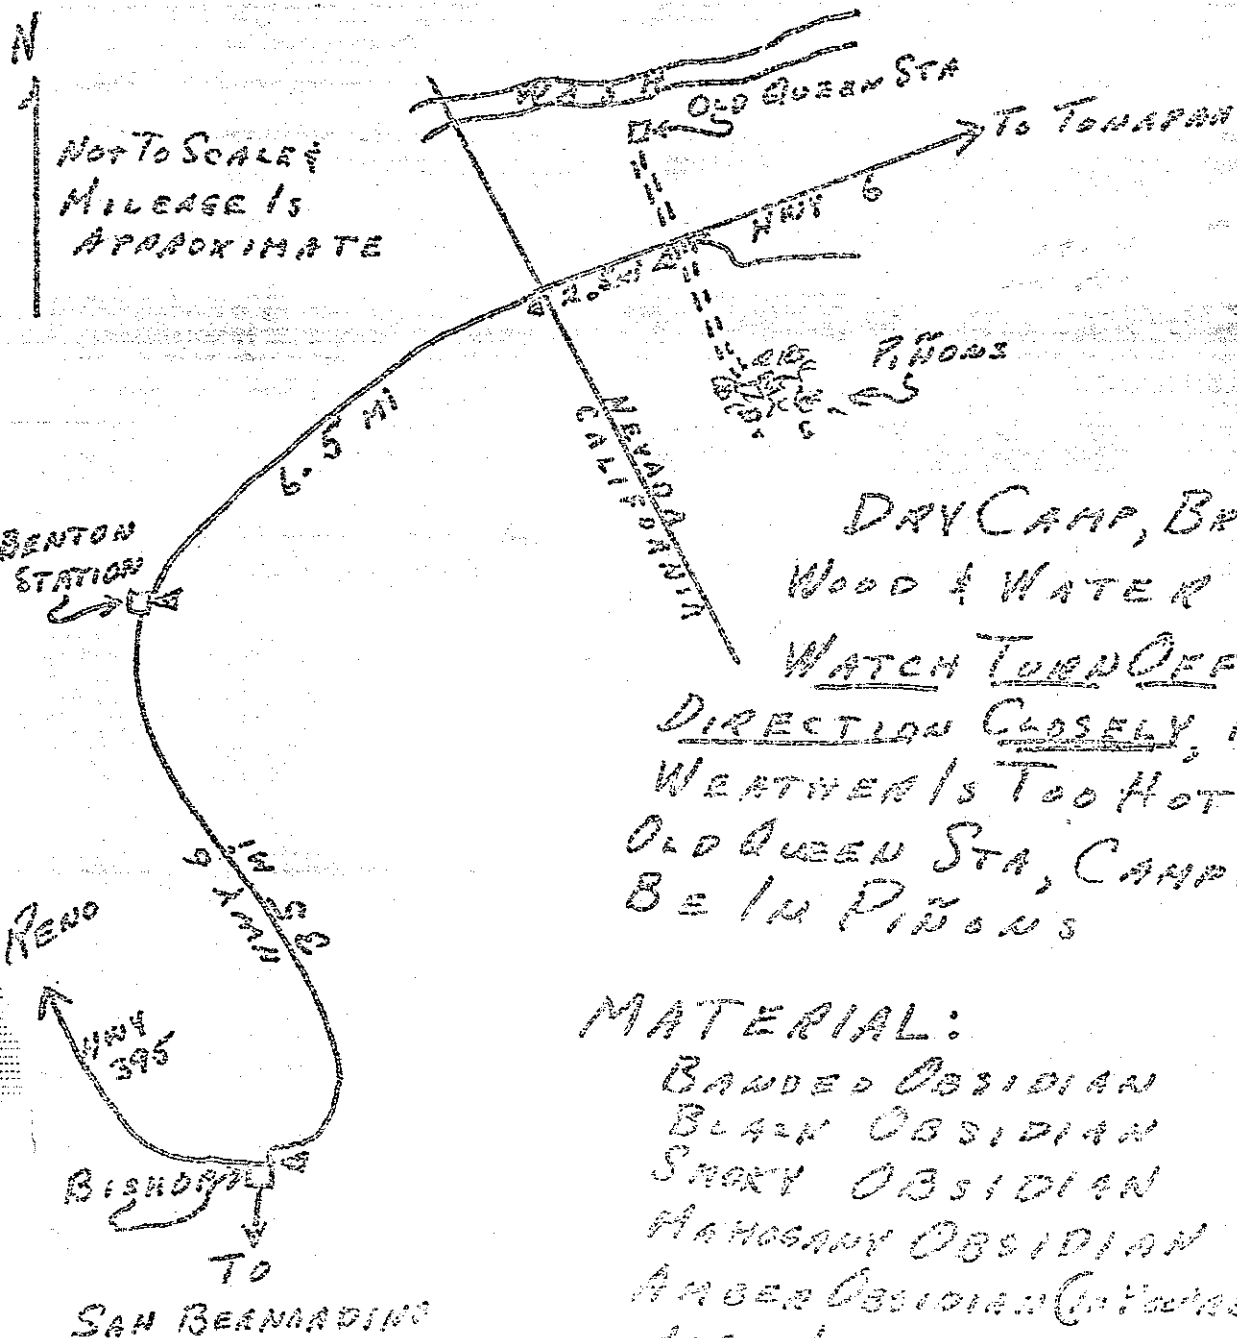 N
WASH
OLD QUEEN STA
TO TONAPAH
NOT TO SCALE &
MILEAGE IS
APPROXIMATE
HWY 6
2.5 MI
PIÑONS
6.5 MI
NEVADA
CALIFORNIA
BENTON
STATION
DRY CAMP,
WOOD & WATER
WATCH TURN OFF
DIRECTION CLOSELY,
WEATHER IS TOO HOT
OLD QUEEN STA, CAMP
BE IN PIÑONS
HWY 6
35 MI
RENO
HWY
395
BISHOP
TO
SAN BERNARDINO
MATERIAL:
BANDED OBSIDIAN
BLACK OBSIDIAN
SMOKY OBSIDIAN
MAHOGANY OBSIDIAN
AMBER OBSIDIAN